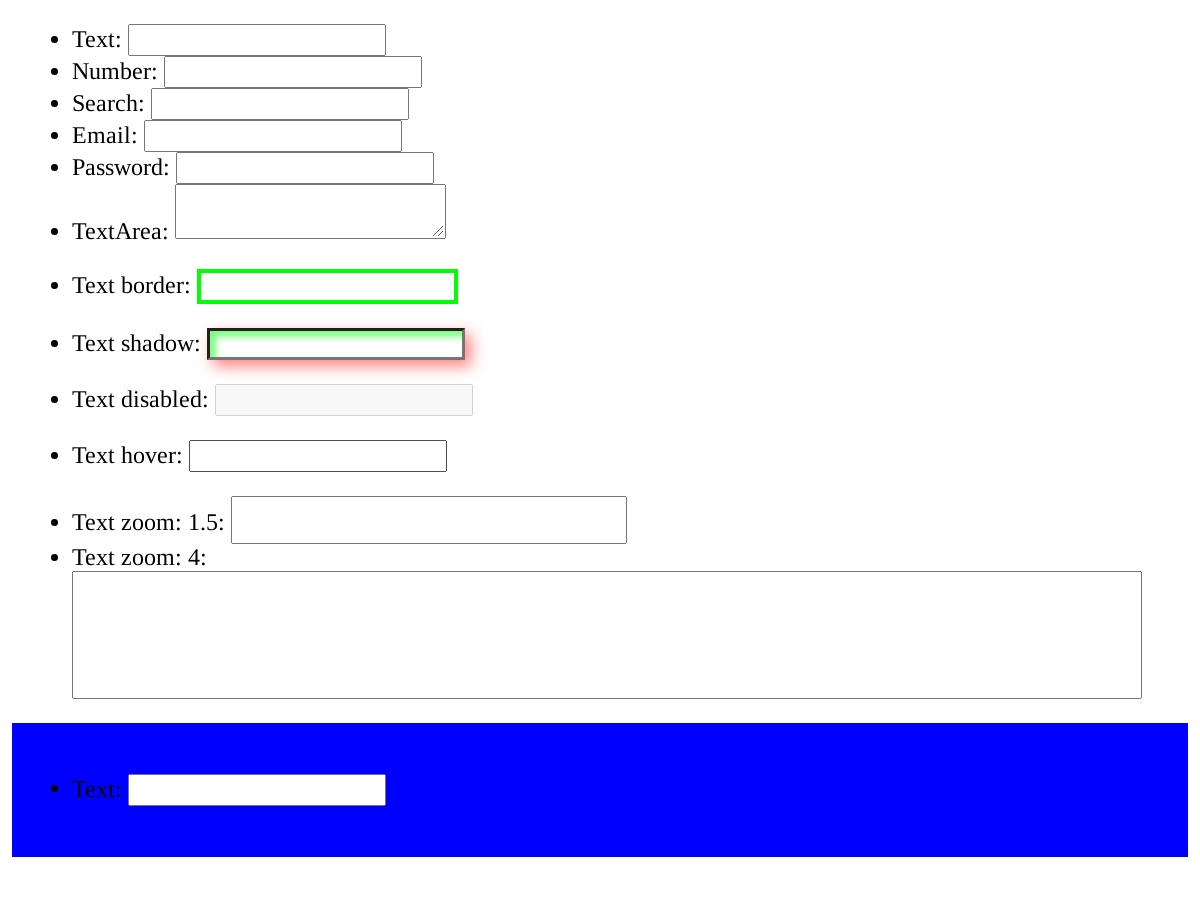 Text:
Number:
Search:
Email:
Password:
TextArea:
Text border:
Text shadow:
Text disabled:
Text hover:
Text zoom: 1.5:
Text zoom: 4:
Text: